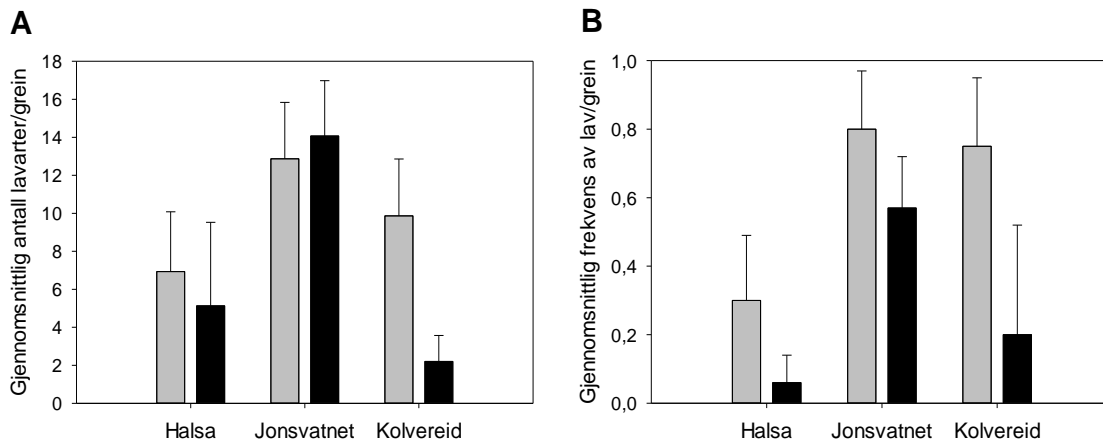 A
Gjennomsnittlig antall lavarter/grein
18
16
14
12
10
8
6
4
2
0
Halsa Jonsvatnet Kolvereid
B
Gjennomsnittlig frekvens av lav/grein
1,0
0,8
0,6
0,4
0,2
0,0
Halsa Jonsvatnet Kolvereid